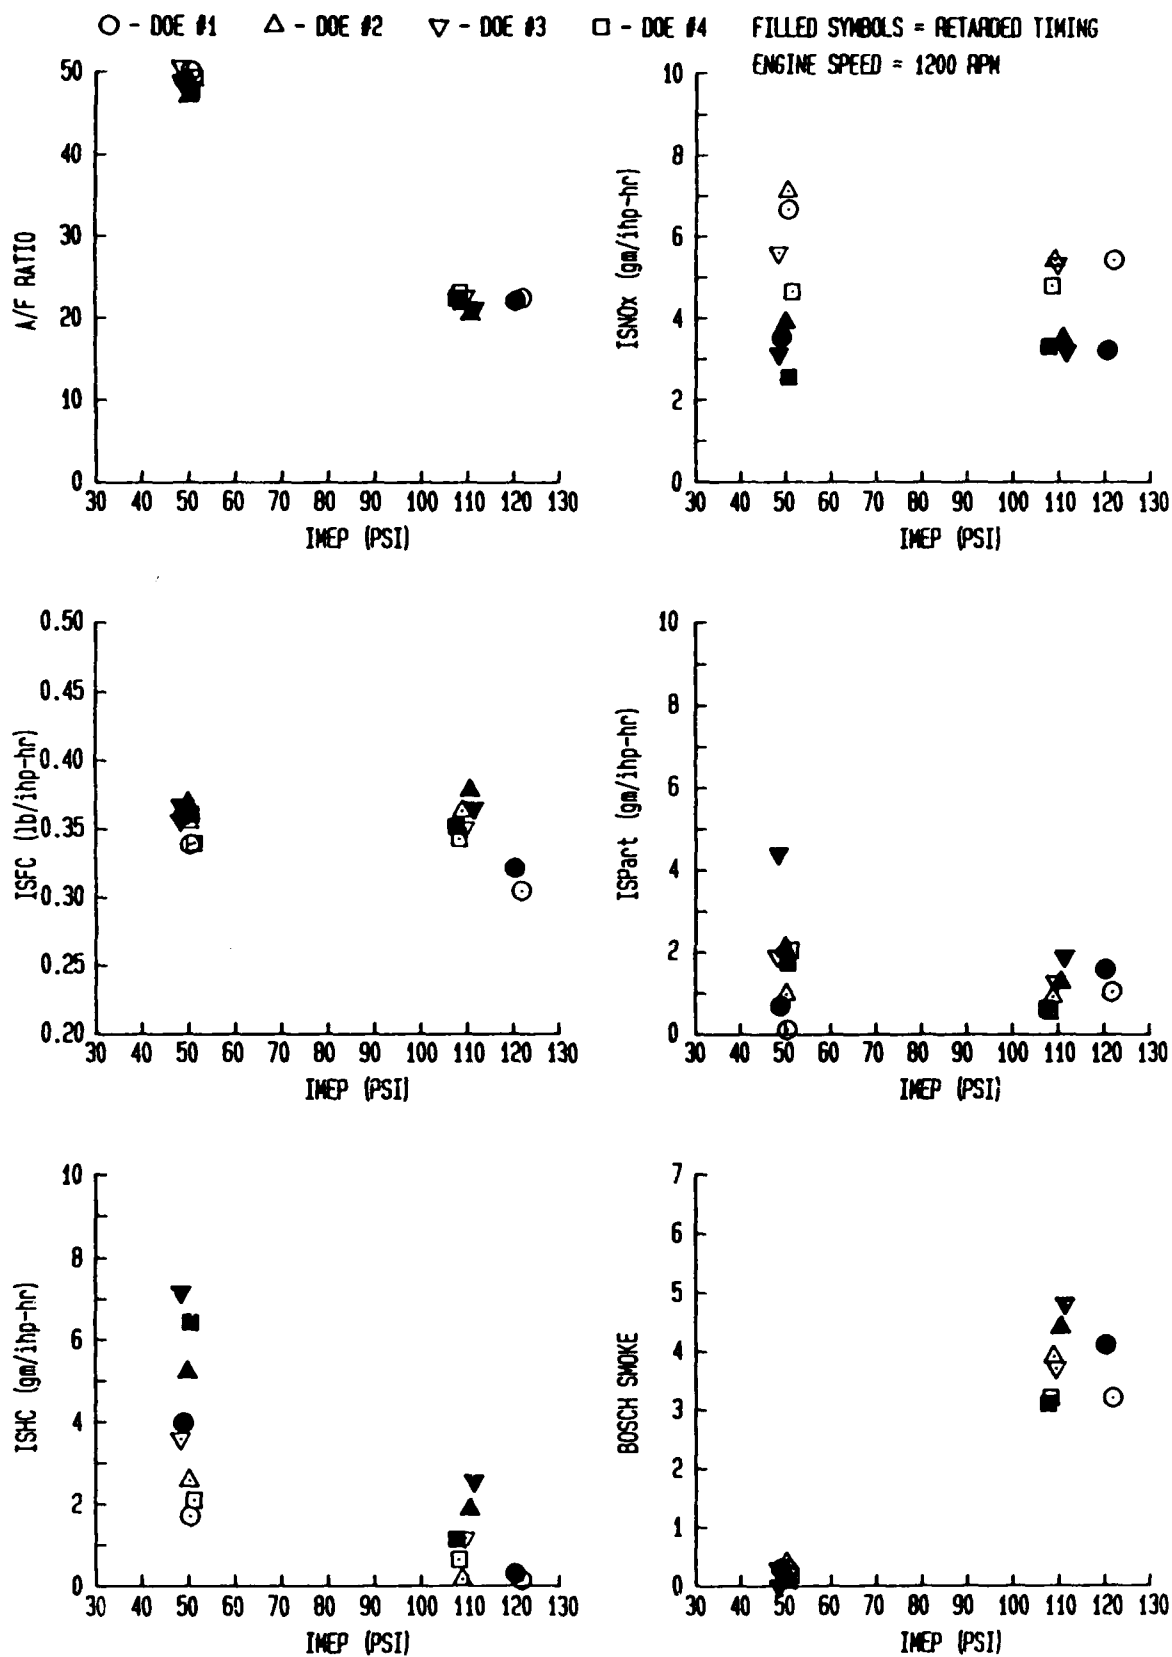 ○ - DOE #1 △ - DOE #2 ▽ - DOE #3 □ - DOE #4 FILLED SYMBOLS = RETARDED TIMING
ENGINE SPEED = 1200 RPM
50
40
30
20
10
0
A/F RATIO
30 40 50 60 70 80 90 100 110 120 130
IMEP (PSI)
10
8
6
4
2
0
ISNOx (gm/ihp-hr)
30 40 50 60 70 80 90 100 110 120 130
IMEP (PSI)
0.50
0.45
0.40
0.35
0.30
0.25
0.20
ISFC (lb/ihp-hr)
30 40 50 60 70 80 90 100 110 120 130
IMEP (PSI)
10
8
6
4
2
0
ISPart (gm/ihp-hr)
30 40 50 60 70 80 90 100 110 120 130
IMEP (PSI)
10
8
6
4
2
0
ISHC (gm/ihp-hr)
30 40 50 60 70 80 90 100 110 120 130
IMEP (PSI)
7
6
5
4
3
2
1
0
BOSCH SMOKE
30 40 50 60 70 80 90 100 110 120 130
IMEP (PSI)